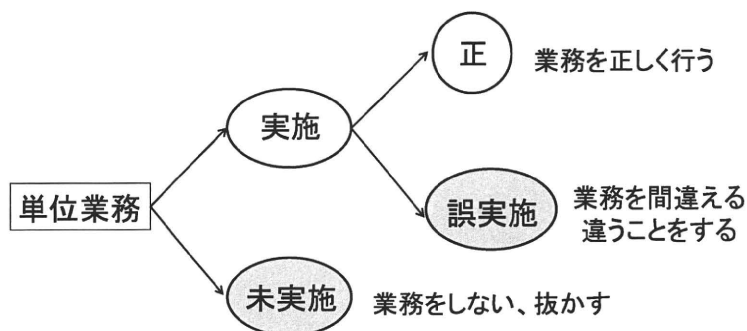 正
業務を正しく行う
実施
単位業務
誤実施
業務を間違える
違うことをする
未実施
業務をしない、抜かす